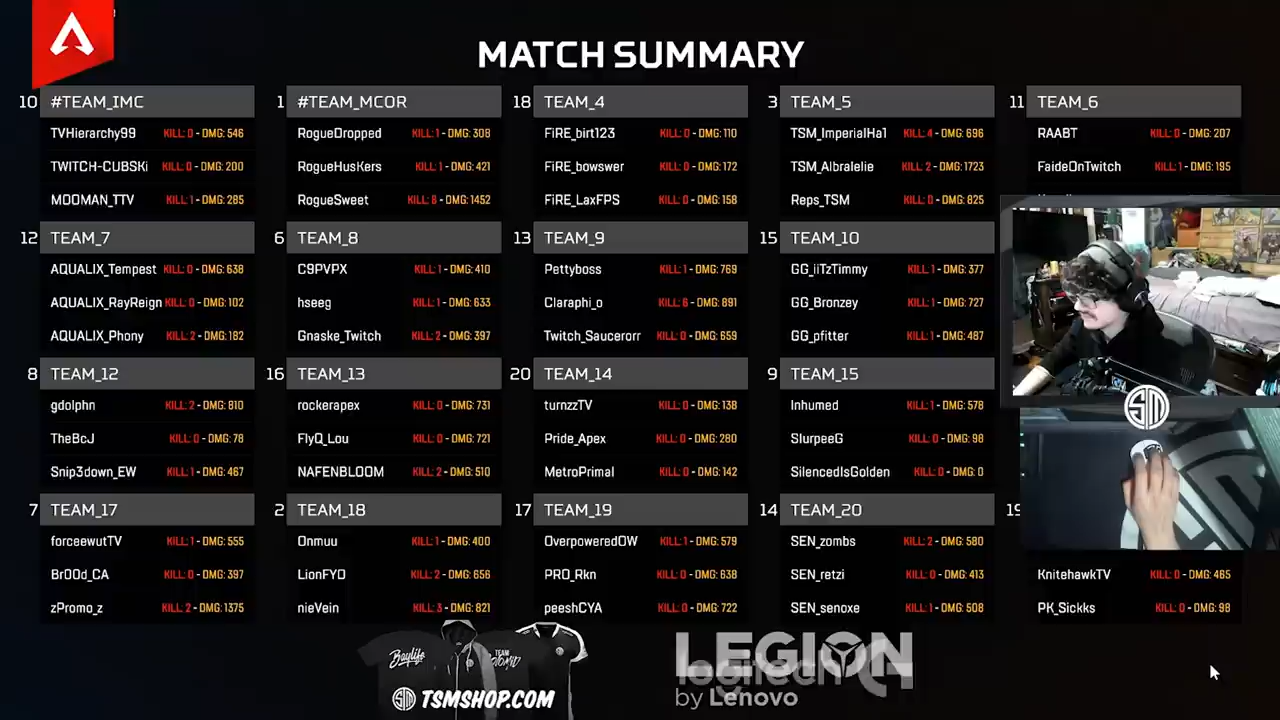 MATCH SUMMARY
10 #TEAM_IMC
TVHierarchy99 KILL: 0 - DMG: 546
TWITCH-CUBSKi KILL: 0 - DMG: 200
MOOMAN_TTV KILL: 1 - DMG: 285
1 #TEAM_MCOR
RogueDropped KILL: 1 - DMG: 308
RogueHusKers KILL: 1 - DMG: 421
RogueSweet KILL: 8 - DMG: 1452
18 TEAM_4
FiRE_birt123 KILL: 0 - DMG: 110
FiRE_bowswer KILL: 0 - DMG: 172
FiRE_LaxFPS KILL: 0 - DMG: 158
3 TEAM_5
TSM_ImperialHal KILL: 4 - DMG: 696
TSM_Albralelie KILL: 2 - DMG: 1723
Reps_TSM KILL: 0 - DMG: 825
11 TEAM_6
RAABT KILL: 0 - DMG: 207
FaideOnTwitch KILL: 1 - DMG: 195
12 TEAM_7
AQUALIX_Tempest KILL: 0 - DMG: 638
AQUALIX_RayReign KILL: 0 - DMG: 102
AQUALIX_Phony KILL: 2 - DMG: 182
6 TEAM_8
C9PVPX KILL: 1 - DMG: 410
hseeg KILL: 1 - DMG: 633
Gnaske_Twitch KILL: 2 - DMG: 397
13 TEAM_9
Pettyboss KILL: 1 - DMG: 769
Claraphi_o KILL: 6 - DMG: 891
Twitch_Saucerorr KILL: 0 - DMG: 659
15 TEAM_10
GG_iiTzTimmy KILL: 1 - DMG: 377
GG_Bronzey KILL: 1 - DMG: 727
GG_pfitter KILL: 1 - DMG: 487
8 TEAM_12
gdolphn KILL: 2 - DMG: 810
TheBcJ KILL: 0 - DMG: 78
Snip3down_EW KILL: 1 - DMG: 467
16 TEAM_13
rockerapex KILL: 0 - DMG: 731
FlyQ_Lou KILL: 0 - DMG: 721
NAFENBLOOM KILL: 2 - DMG: 510
20 TEAM_14
turnzzTV KILL: 0 - DMG: 138
Pride_Apex KILL: 0 - DMG: 280
MetroPrimal KILL: 0 - DMG: 142
9 TEAM_15
Inhumed KILL: 1 - DMG: 578
SlurpeeG KILL: 0 - DMG: 98
SilencedIsGolden KILL: 0 - DMG: 0
7 TEAM_17
forceewutTV KILL: 1 - DMG: 555
Br00d_CA KILL: 0 - DMG: 397
zPromo_z KILL: 2 - DMG: 1375
2 TEAM_18
Onmuu KILL: 1 - DMG: 400
LionFYD KILL: 2 - DMG: 656
nieVein KILL: 3 - DMG: 821
17 TEAM_19
OverpoweredOW KILL: 1 - DMG: 579
PRO_Rkn KILL: 0 - DMG: 638
peeshCYA KILL: 0 - DMG: 722
14 TEAM_20
SEN_zombs KILL: 2 - DMG: 580
SEN_retzi KILL: 0 - DMG: 413
SEN_senoxe KILL: 1 - DMG: 508
19
KnitehawkTV KILL: 0 - DMG: 465
PK_Sickks KILL: 0 - DMG: 98
TSM
Baylife
TSMSHOP.COM
LEGION
logitech G
by Lenovo